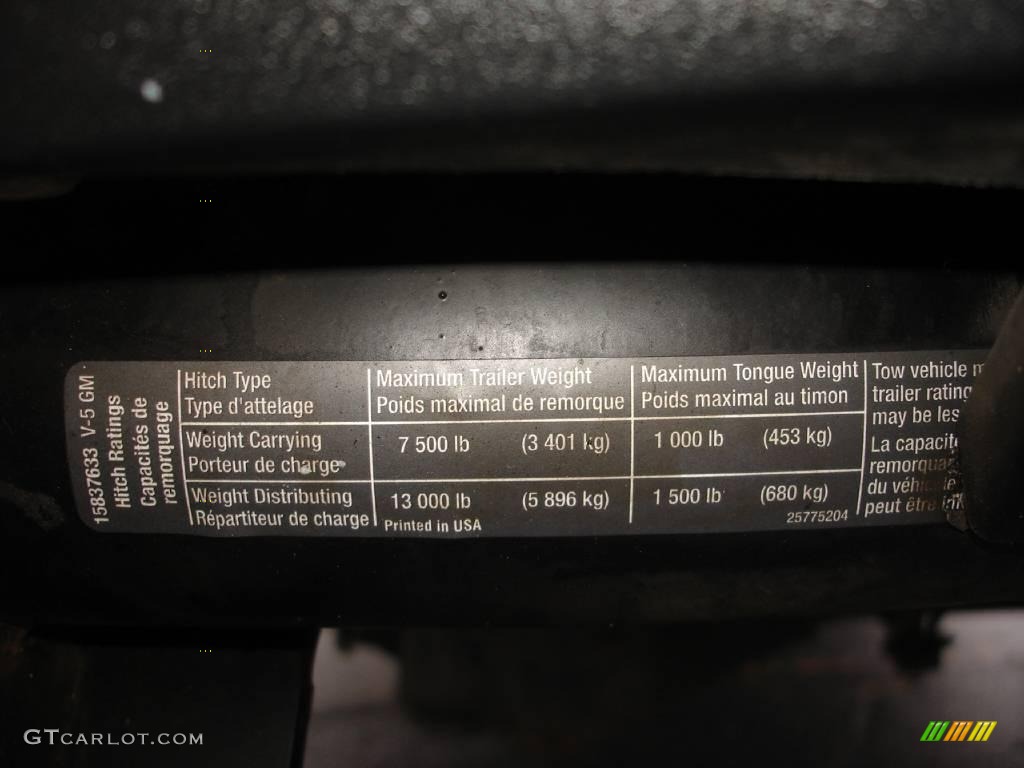 15837633 V-5 GM
Hitch Ratings
Capacités de
remorquage
Hitch Type
Type d'attelage
Maximum Trailer Weight
Poids maximal de remorque
Maximum Tongue Weight
Poids maximal au timon
Weight Carrying
Porteur de charge
7 500 lb (3 401 kg)
1 000 lb (453 kg)
Weight Distributing
Répartiteur de charge
13 000 lb (5 896 kg)
1 500 lb (680 kg)
Printed in USA
25775204
Tow vehicle
trailer rating
may be les
La capacité
remorqua
du véhicle
peut être
GTCARLOT.COM